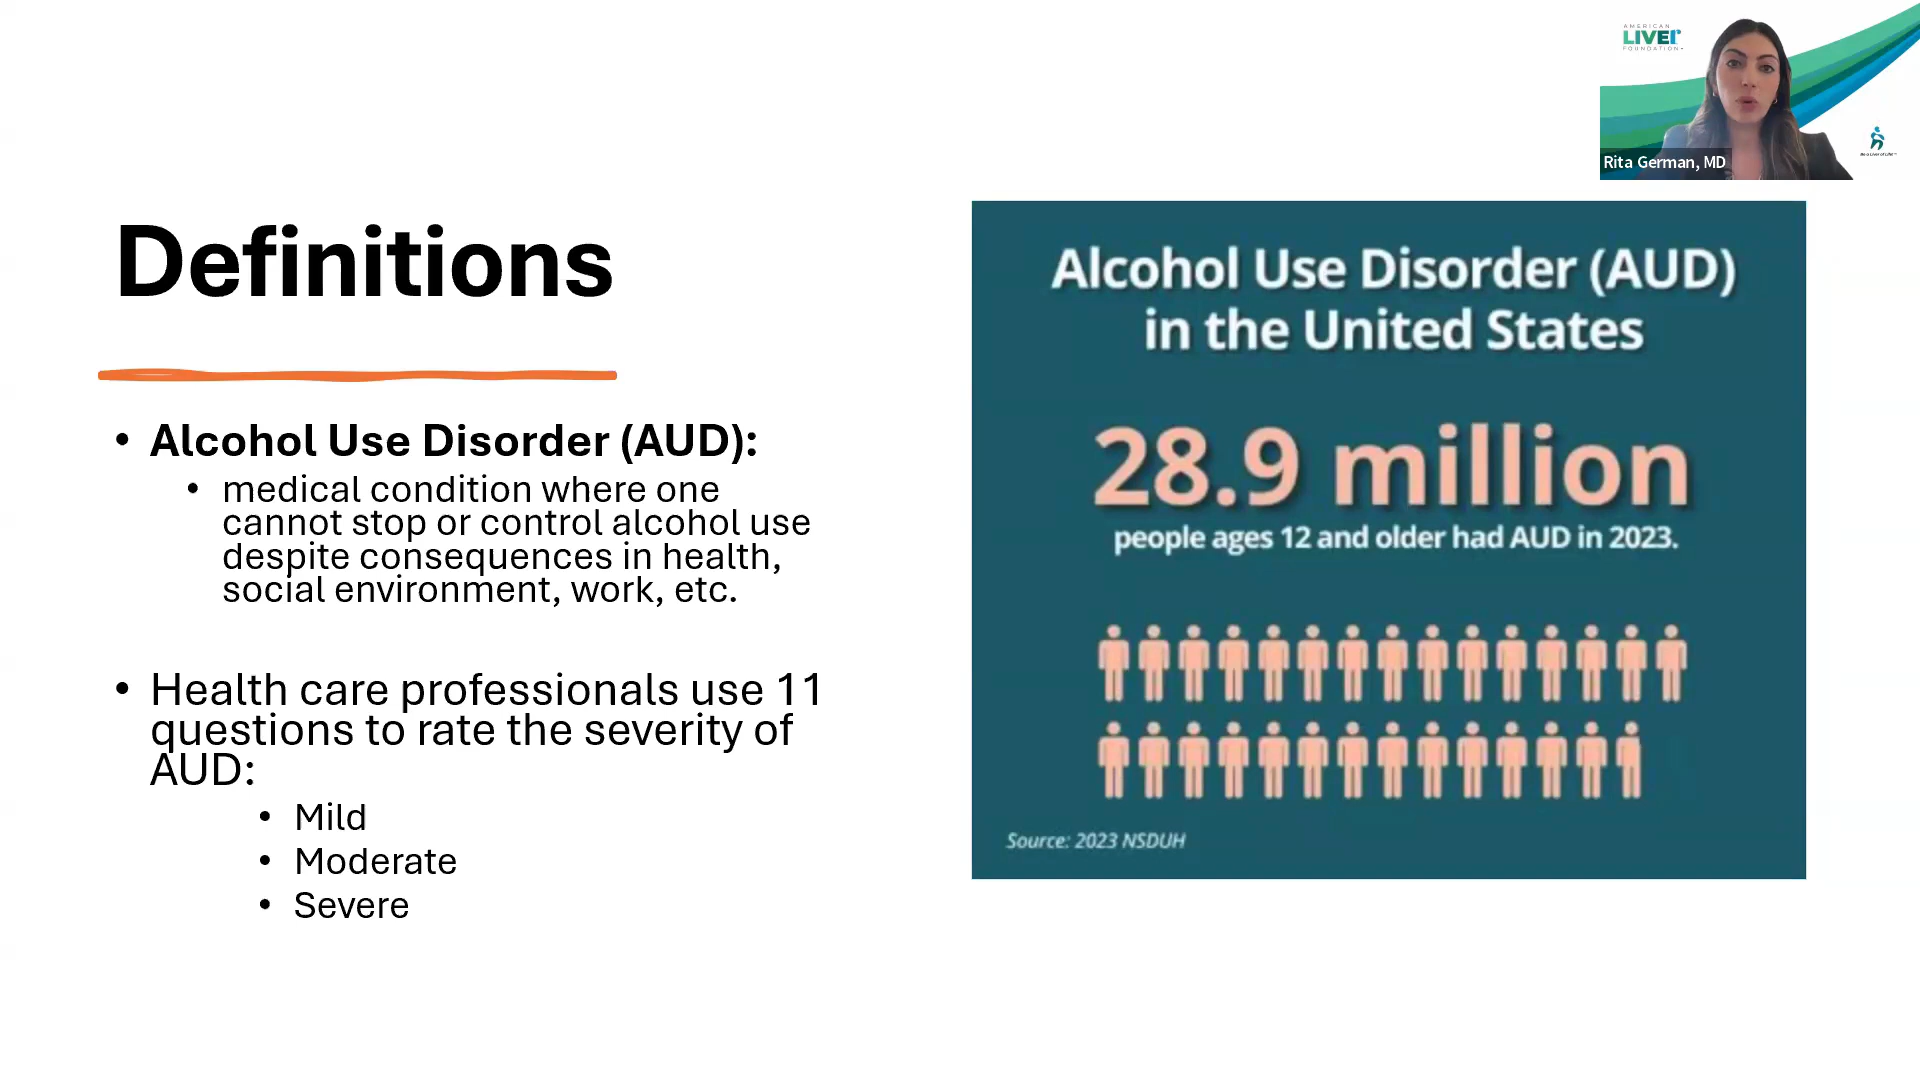 AMERICAN
LIVER
FOUNDATION
Rita German, MD
Definitions
• Alcohol Use Disorder (AUD):
• medical condition where one
cannot stop or control alcohol use
despite consequences in health,
social environment, work, etc.
• Health care professionals use 11
questions to rate the severity of
AUD:
• Mild
• Moderate
• Severe
Alcohol Use Disorder (AUD)
in the United States
28.9 million
people ages 12 and older had AUD in 2023.
Source: 2023 NSDUH